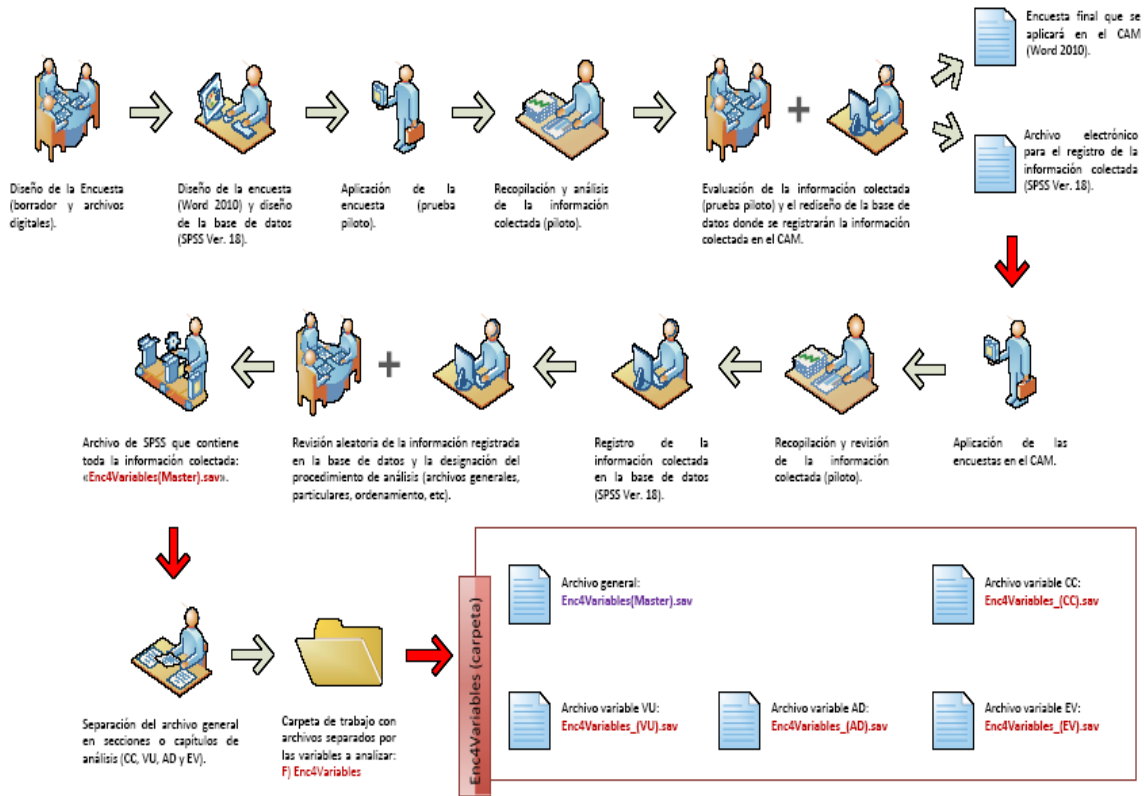 Encuesta final que se
aplicará en el CAM
(Word 2010).
Archivo electrónico
para el registro de la
información colectada
(SPSS Ver. 18).
Diseño de la Encuesta
(borrador y archivos
digitales).
Diseño de la encuesta
(Word 2010) y diseño
de la base de datos
(SPSS Ver. 18).
Aplicación de la
encuesta (prueba
piloto).
Recopilación y análisis
de la información
colectada (piloto).
Evaluación de la información colectada
(prueba piloto) y el rediseño de la base de
datos donde se registrarán la información
colectada en el CAM.
Archivo de SPSS que contiene
toda la información colectada:
«Enc4Variables(Master).sav».
Revisión aleatoria de la información registrada
en la base de datos y la designación del
procedimiento de análisis (archivos generales,
particulares, ordenamiento, etc).
Registro de la
información colectada
en la base de datos
(SPSS Ver. 18).
Recopilación y revisión
de la información
colectada (piloto).
Aplicación de las
encuestas en el CAM.
Separación del archivo general
en secciones o capítulos de
análisis (CC, VU, AD y EV).
Carpeta de trabajo con
archivos separados por
las variables a analizar:
F) Enc4Variables
Enc4Variables (carpeta)
Archivo general:
Enc4Variables(Master).sav
Archivo variable CC:
Enc4Variables_(CC).sav
Archivo variable VU:
Enc4Variables_(VU).sav
Archivo variable AD:
Enc4Variables_(AD).sav
Archivo variable EV:
Enc4Variables_(EV).sav